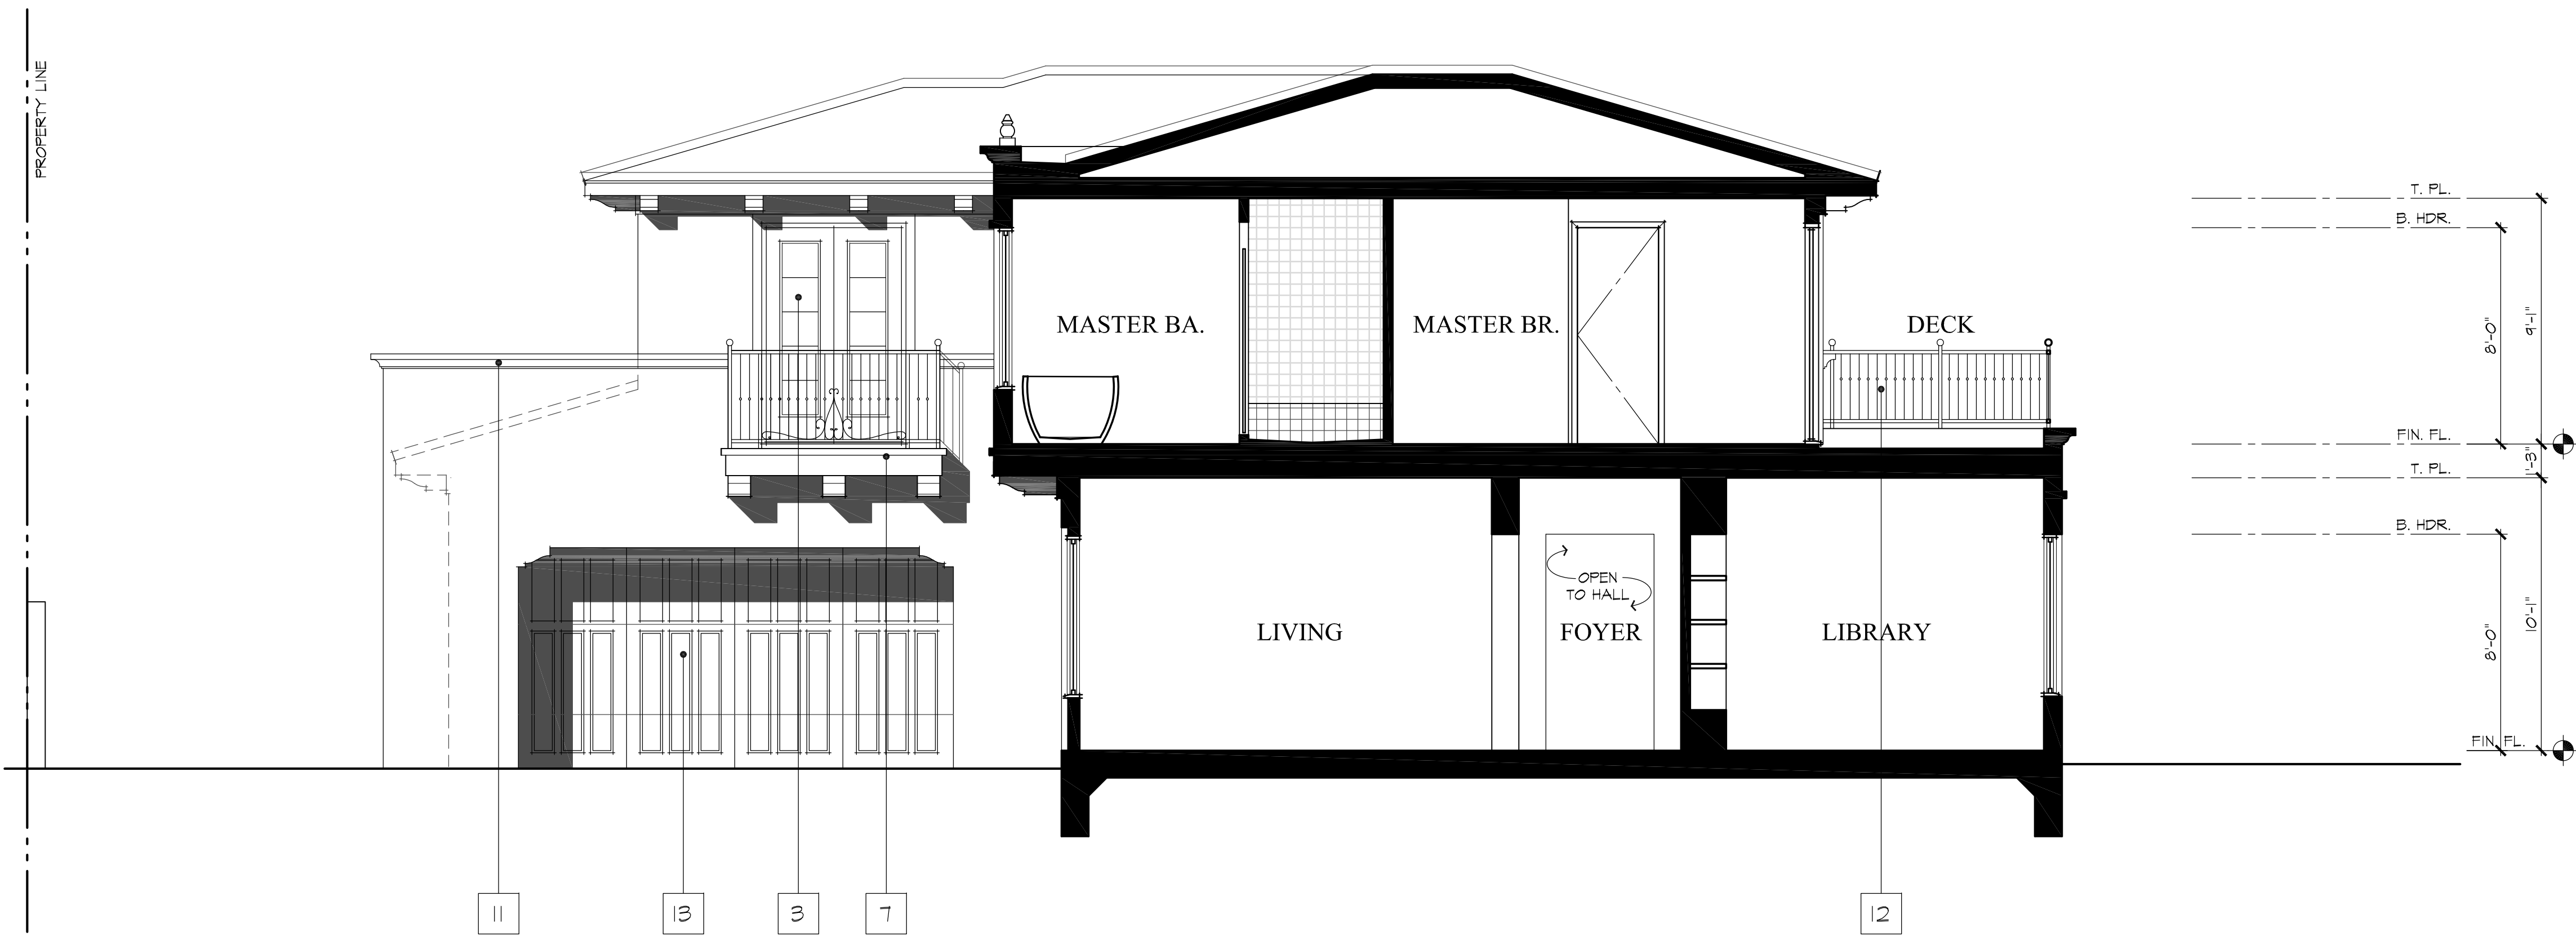 PROPERTY LINE
T. PL.
B. HDR.
MASTER BA.
MASTER BR.
DECK
8'-0"
9'-1"
FIN. FL.
T. PL.
1'-3"
B. HDR.
OPEN
TO HALL
LIVING
FOYER
LIBRARY
8'-0"
10'-1"
FIN. FL.
11
13
3
7
12